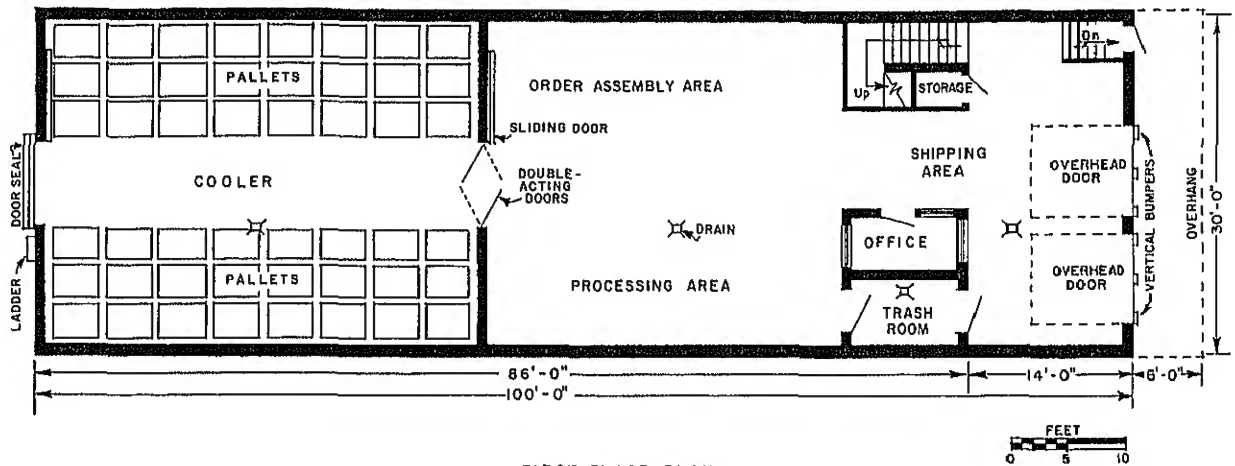 PALLETS
ORDER ASSEMBLY AREA
Up
STORAGE
Dn
SLIDING DOOR
DOOR SEAL
COOLER
DOUBLE-
ACTING
DOORS
SHIPPING
AREA
OVERHEAD
DOOR
VERTICAL BUMPERS
OVERHANG
30'-0"
DRAIN
OFFICE
LADDER
PALLETS
PROCESSING AREA
TRASH
ROOM
OVERHEAD
DOOR
86'-0"
14'-0"
6'-0"
100'-0"
FEET
0 5 10